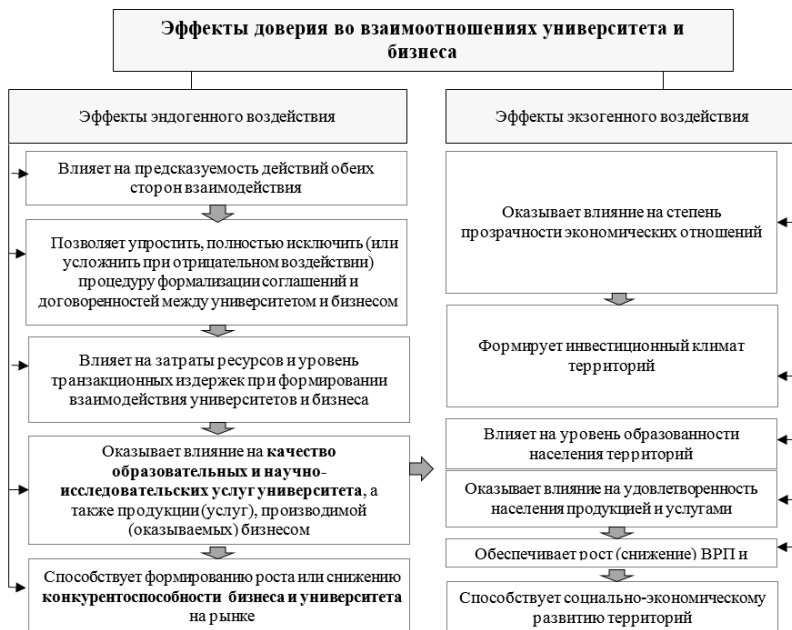 Эффекты доверия во взаимоотношениях университета и
бизнеса
Эффекты эндогенного воздействия
Влияет на предсказуемость действий обеих
сторон взаимодействия
Позволяет упростить, полностью исключить (или
усложнить при отрицательном воздействии)
процедуру формализации соглашений и
договоренностей между университетом и бизнесом
Влияет на затраты ресурсов и уровень
транзакционных издержек при формировании
взаимодействия университетов и бизнеса
Оказывает влияние на качество
образовательных и научно-
исследовательских услуг университета, а
также продукции (услуг), производимой
(оказываемых) бизнесом
Способствует формированию роста или снижению
конкурентоспособности бизнеса и университета
на рынке
Эффекты экзогенного воздействия
Оказывает влияние на степень
прозрачности экономических отношений
Формирует инвестиционный климат
территорий
Влияет на уровень образованности
населения территорий
Оказывает влияние на удовлетворенность
населения продукцией и услугами
Обеспечивает рост (снижение) ВРП и
Способствует социально-экономическому
развитию территорий